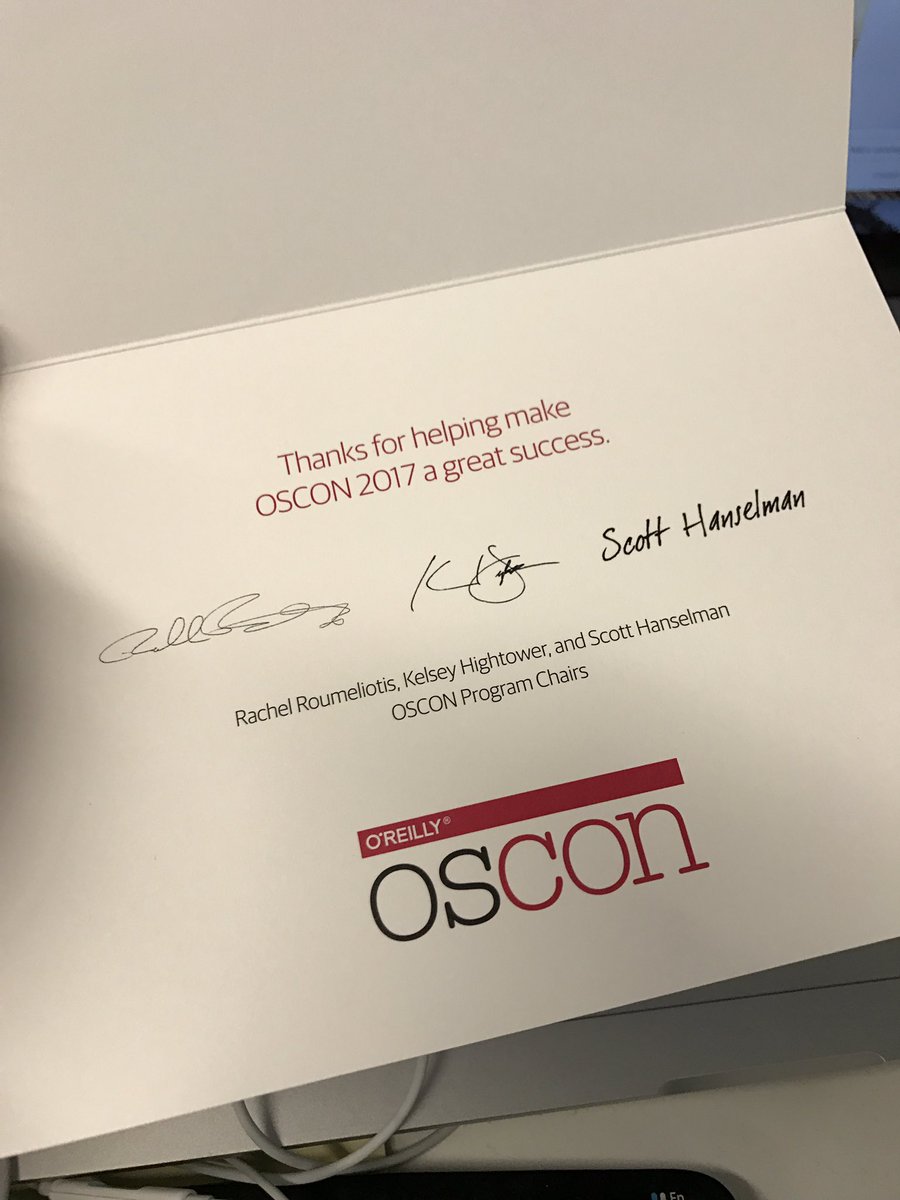 Thanks for helping make
OSCON 2017 a great success.
Scott Hanselman
Rachel Roumeliotis, Kelsey Hightower, and Scott Hanselman
OSCON Program Chairs
O'REILLY®
OSCON
En